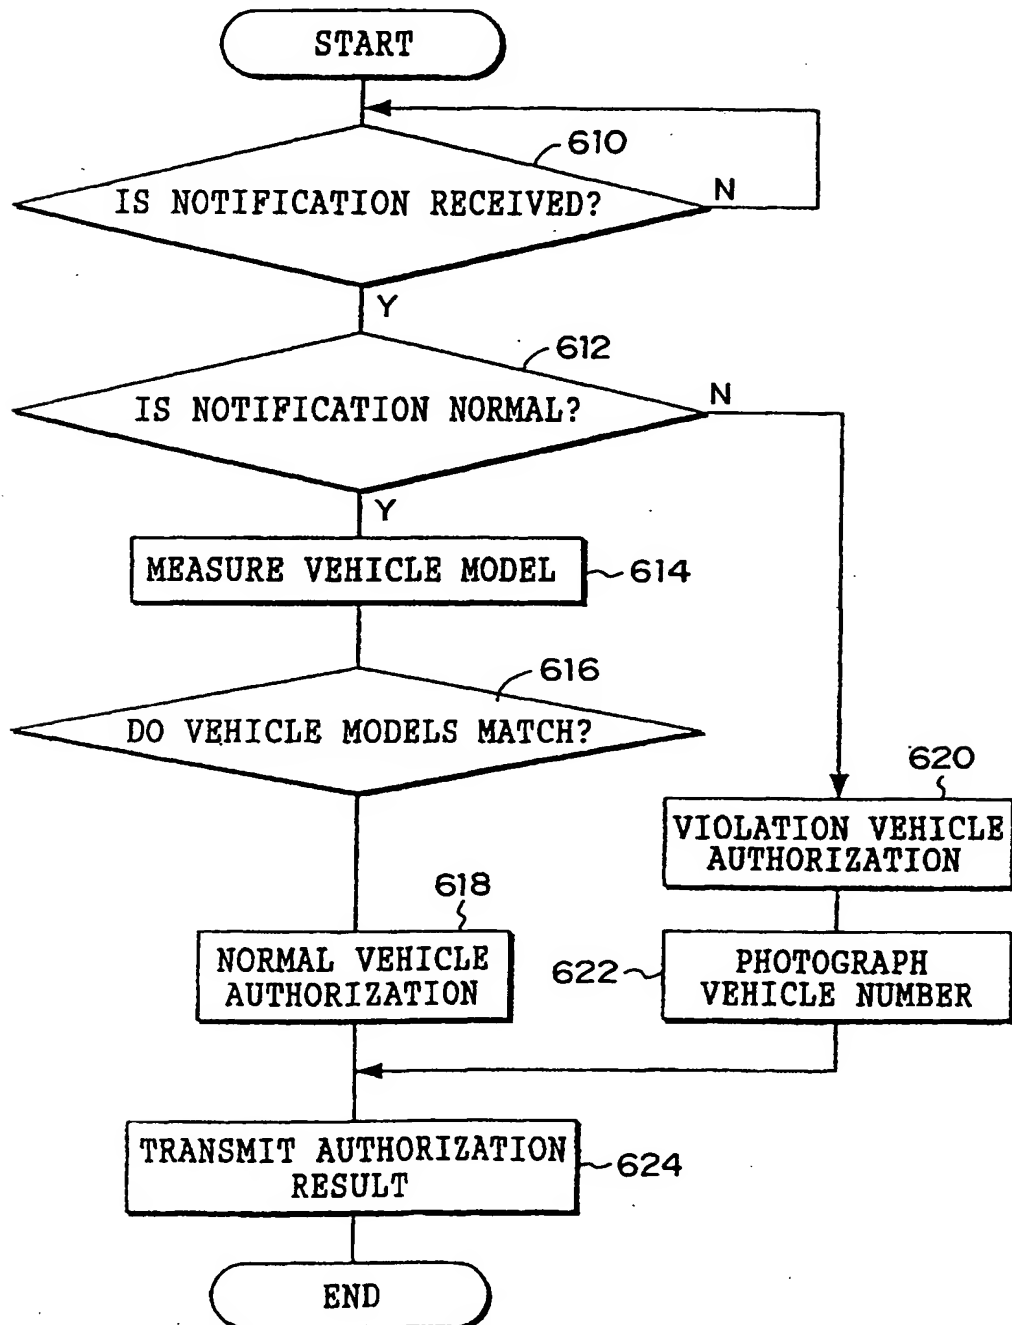 START
610
IS NOTIFICATION RECEIVED?
N
Y
612
IS NOTIFICATION NORMAL?
N
Y
MEASURE VEHICLE MODEL
614
616
DO VEHICLE MODELS MATCH?
620
VIOLATION VEHICLE
AUTHORIZATION
618
NORMAL VEHICLE
AUTHORIZATION
622
PHOTOGRAPH
VEHICLE NUMBER
TRANSMIT AUTHORIZATION
RESULT
624
END